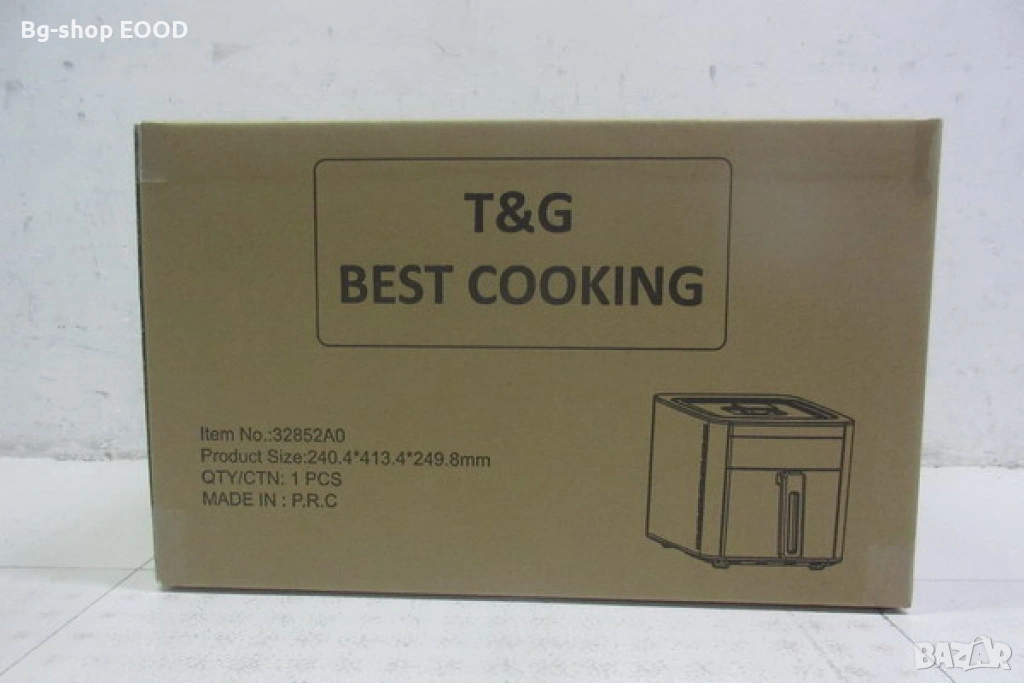 Bg-shop EOOD
T&G
BEST COOKING
Item No.:32852A0
Product Size:240.4*413.4*249.8mm
QTY/CTN: 1 PCS
MADE IN : P.R.C
BAZAR